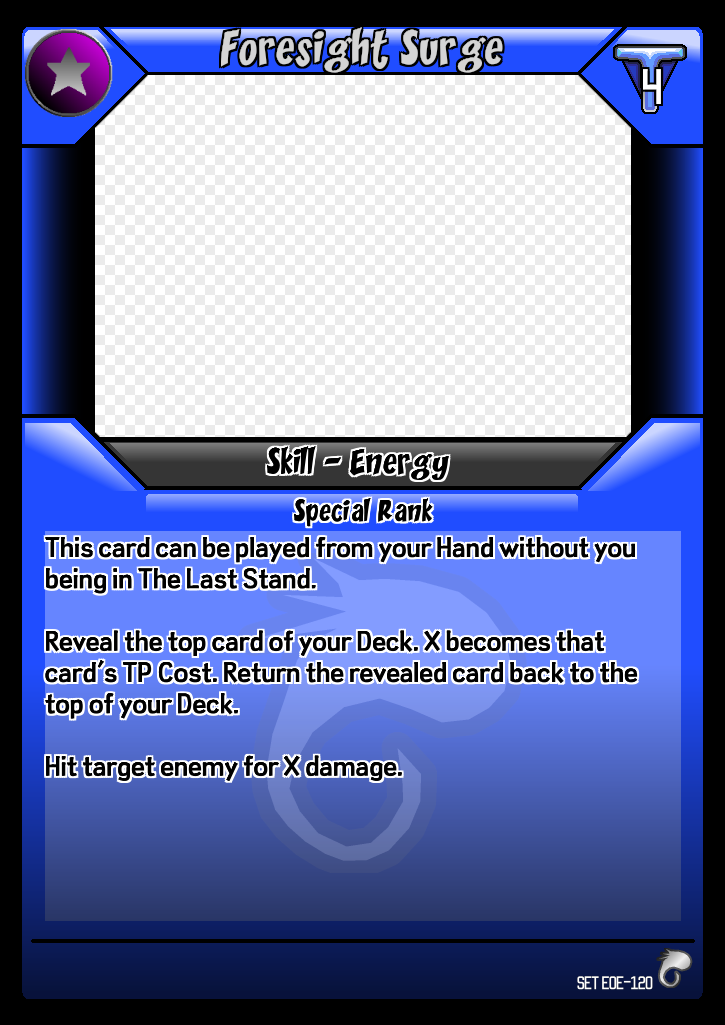 Foresight Surge
4
Skill - Energy
Special Rank
This card can be played from your Hand without you
being in The Last Stand.
Reveal the top card of your Deck. X becomes that
card's TP Cost. Return the revealed card back to the
top of your Deck.
Hit target enemy for X damage.
SET EOE-120